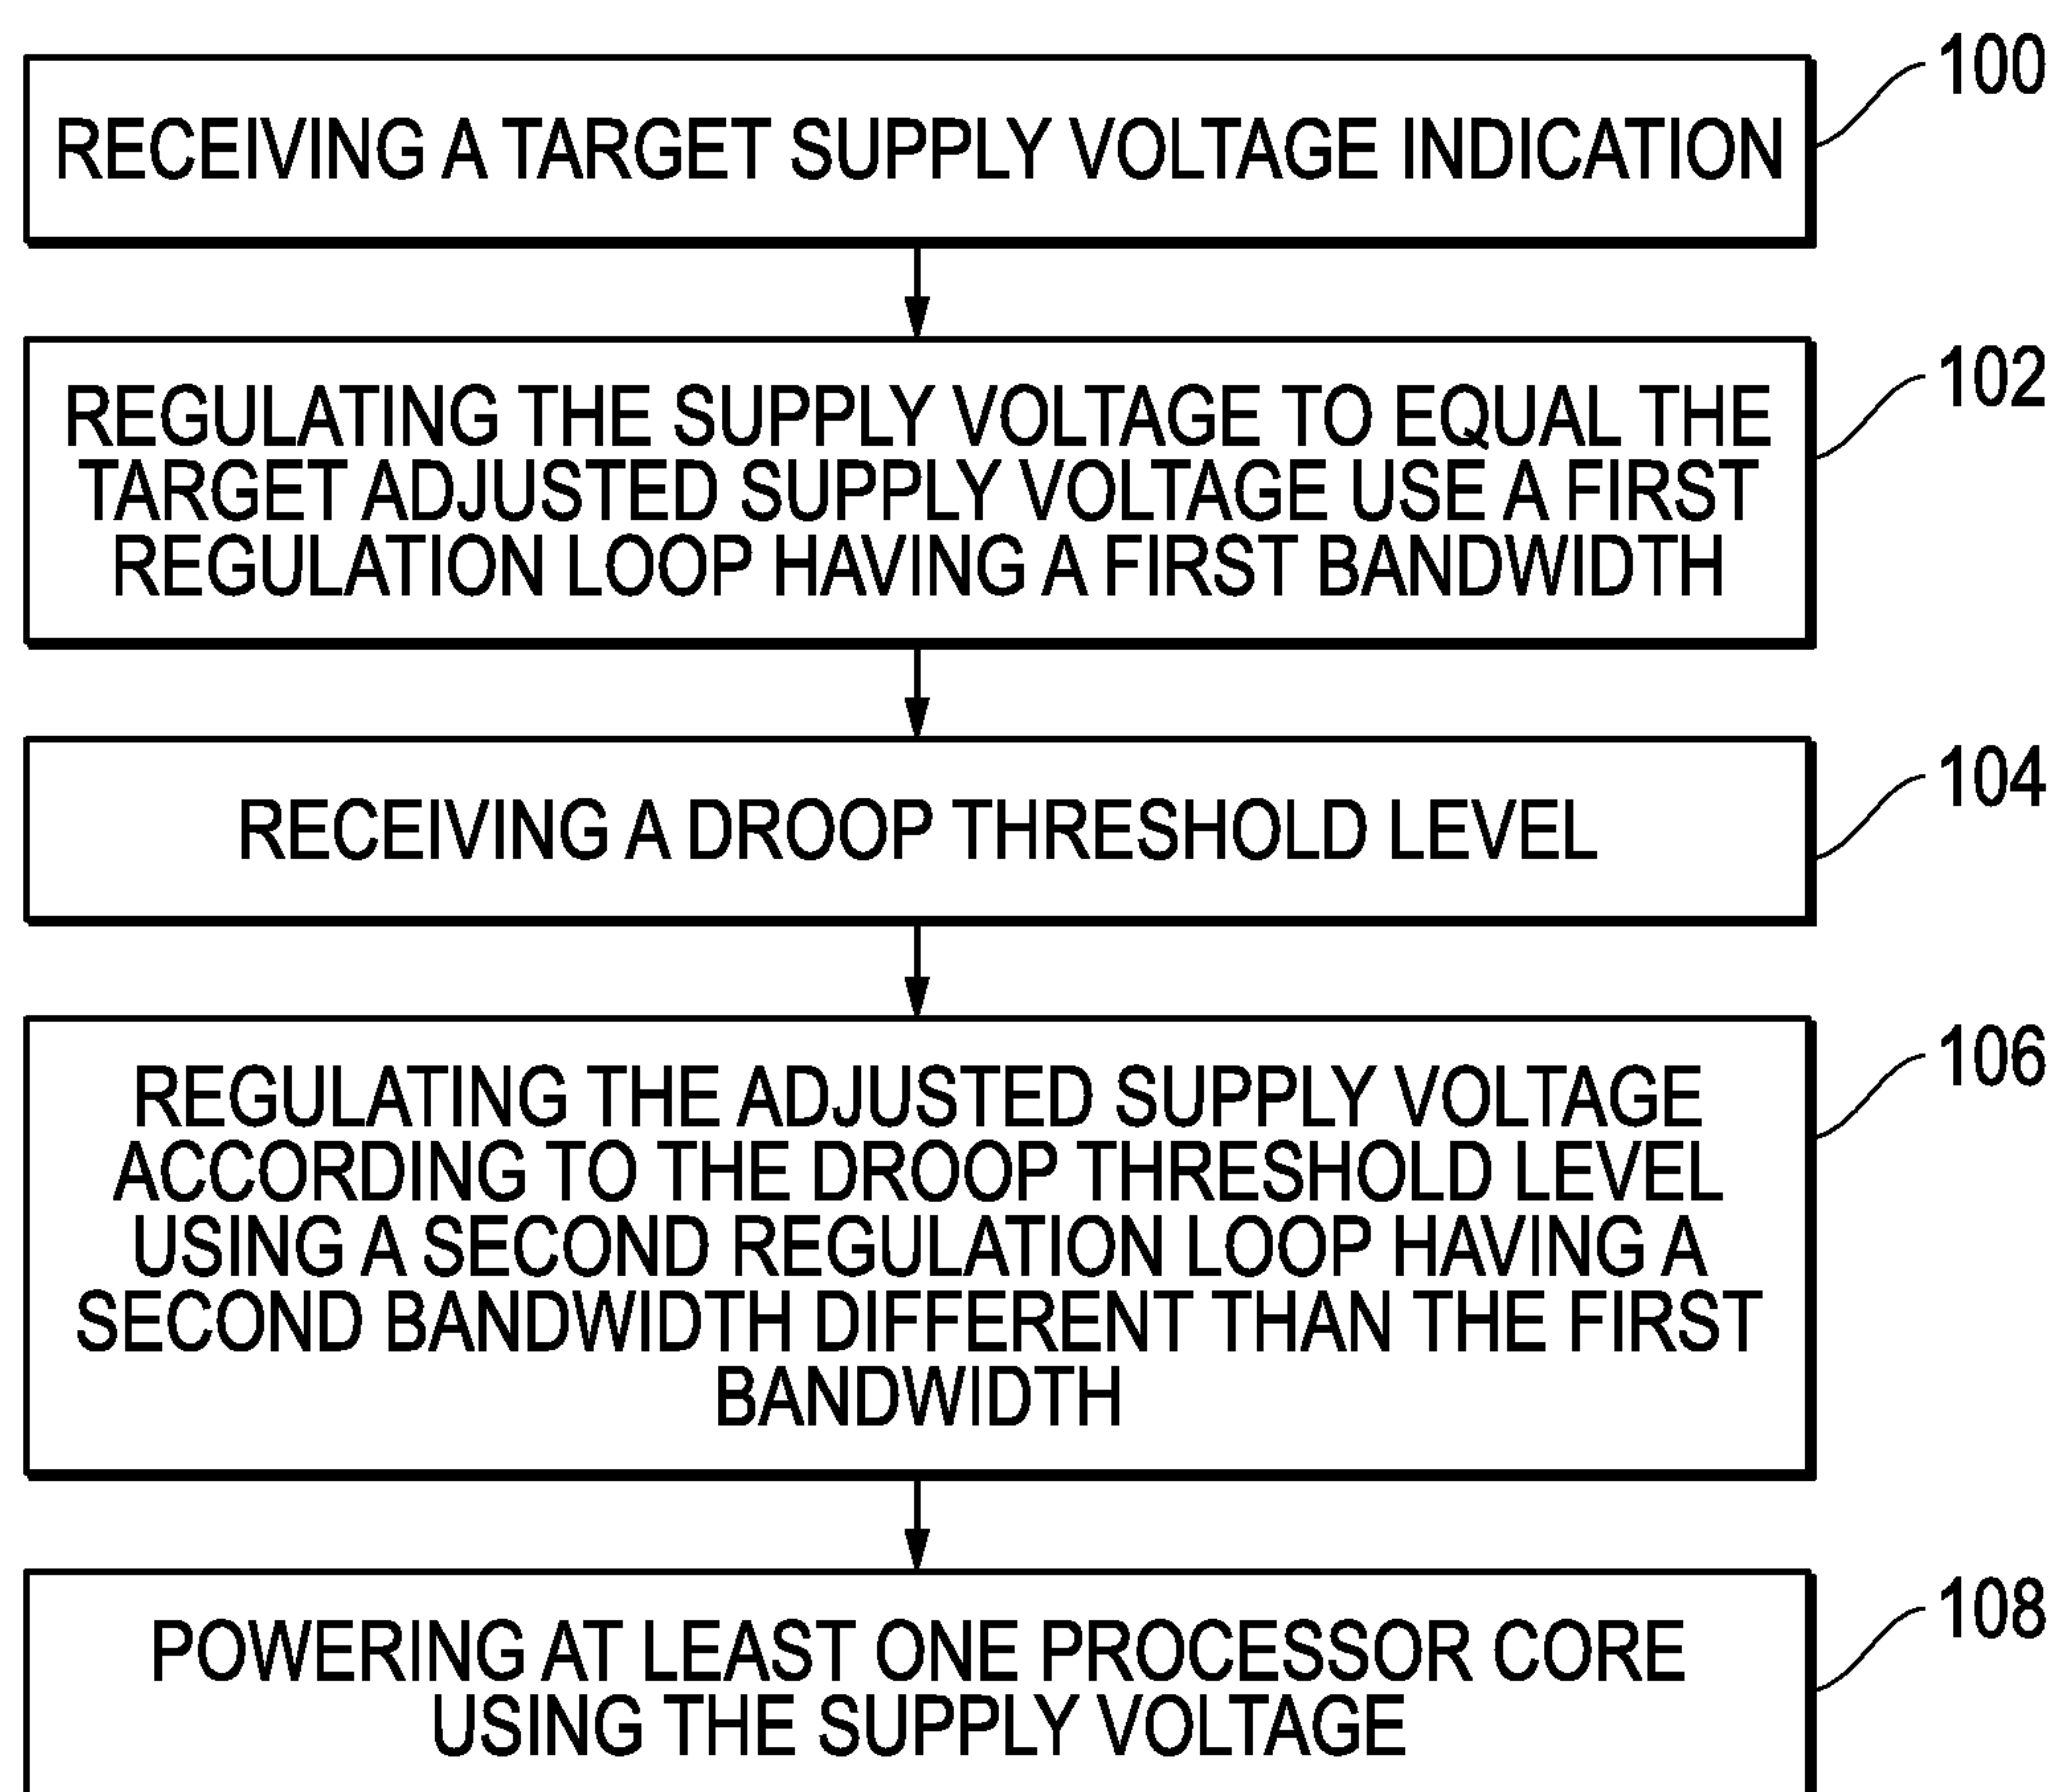 100
RECEIVING A TARGET SUPPLY VOLTAGE INDICATION
102
REGULATING THE SUPPLY VOLTAGE TO EQUAL THE
TARGET ADJUSTED SUPPLY VOLTAGE USE A FIRST
REGULATION LOOP HAVING A FIRST BANDWIDTH
104
RECEIVING A DROOP THRESHOLD LEVEL
106
REGULATING THE ADJUSTED SUPPLY VOLTAGE
ACCORDING TO THE DROOP THRESHOLD LEVEL
USING A SECOND REGULATION LOOP HAVING A
SECOND BANDWIDTH DIFFERENT THAN THE FIRST
BANDWIDTH
108
POWERING AT LEAST ONE PROCESSOR CORE
USING THE SUPPLY VOLTAGE